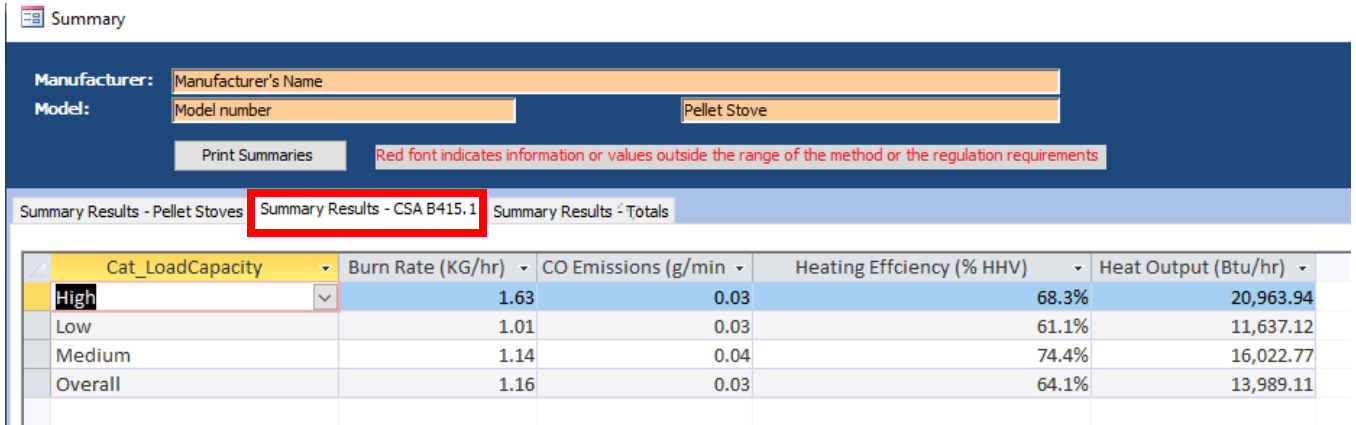 Summary
Manufacturer: Manufacturer's Name
Model: Model number Pellet Stove
Print Summaries Red font indicates information or values outside the range of the method or the regulation requirements
Summary Results - Pellet Stoves Summary Results - CSA B415.1 Summary Results - Totals
Cat_LoadCapacity Burn Rate (KG/hr) CO Emissions (g/min Heating Effciency (% HHV) Heat Output (Btu/hr)
High 1.63 0.03 68.3% 20,963.94
Low 1.01 0.03 61.1% 11,637.12
Medium 1.14 0.04 74.4% 16,022.77
Overall 1.16 0.03 64.1% 13,989.11